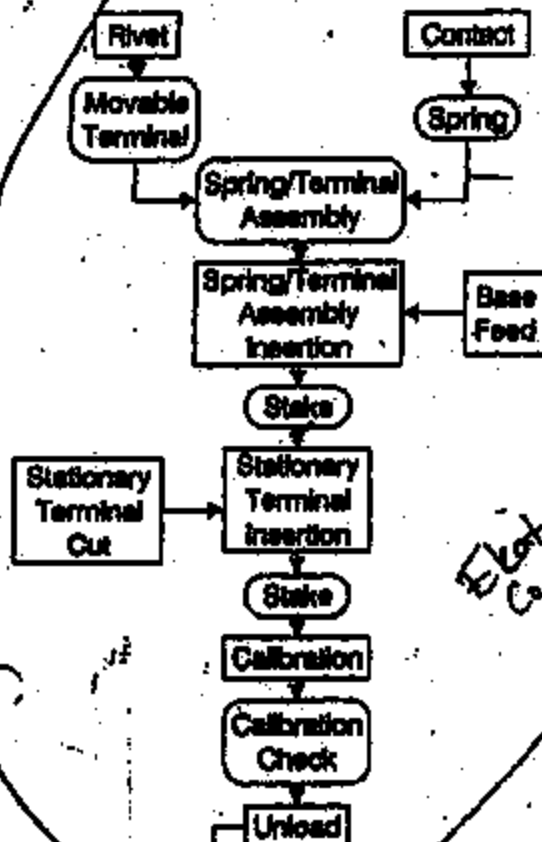 Rivet
Contact
Movable
Terminal
Spring
Spring/Terminal
Assembly
Spring/Terminal
Assembly
Insertion
Base
Feed
Stake
Stationary
Terminal
Cut
Stationary
Terminal
Insertion
Stake
Calibration
Calibration
Check
Unload